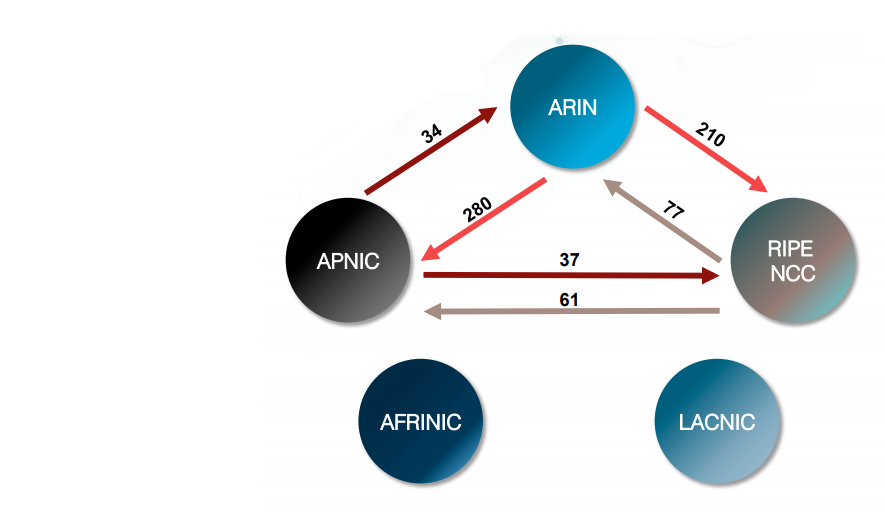 ARIN
34
210
280
77
APNIC
RIPE
NCC
37
61
AFRINIC
LACNIC